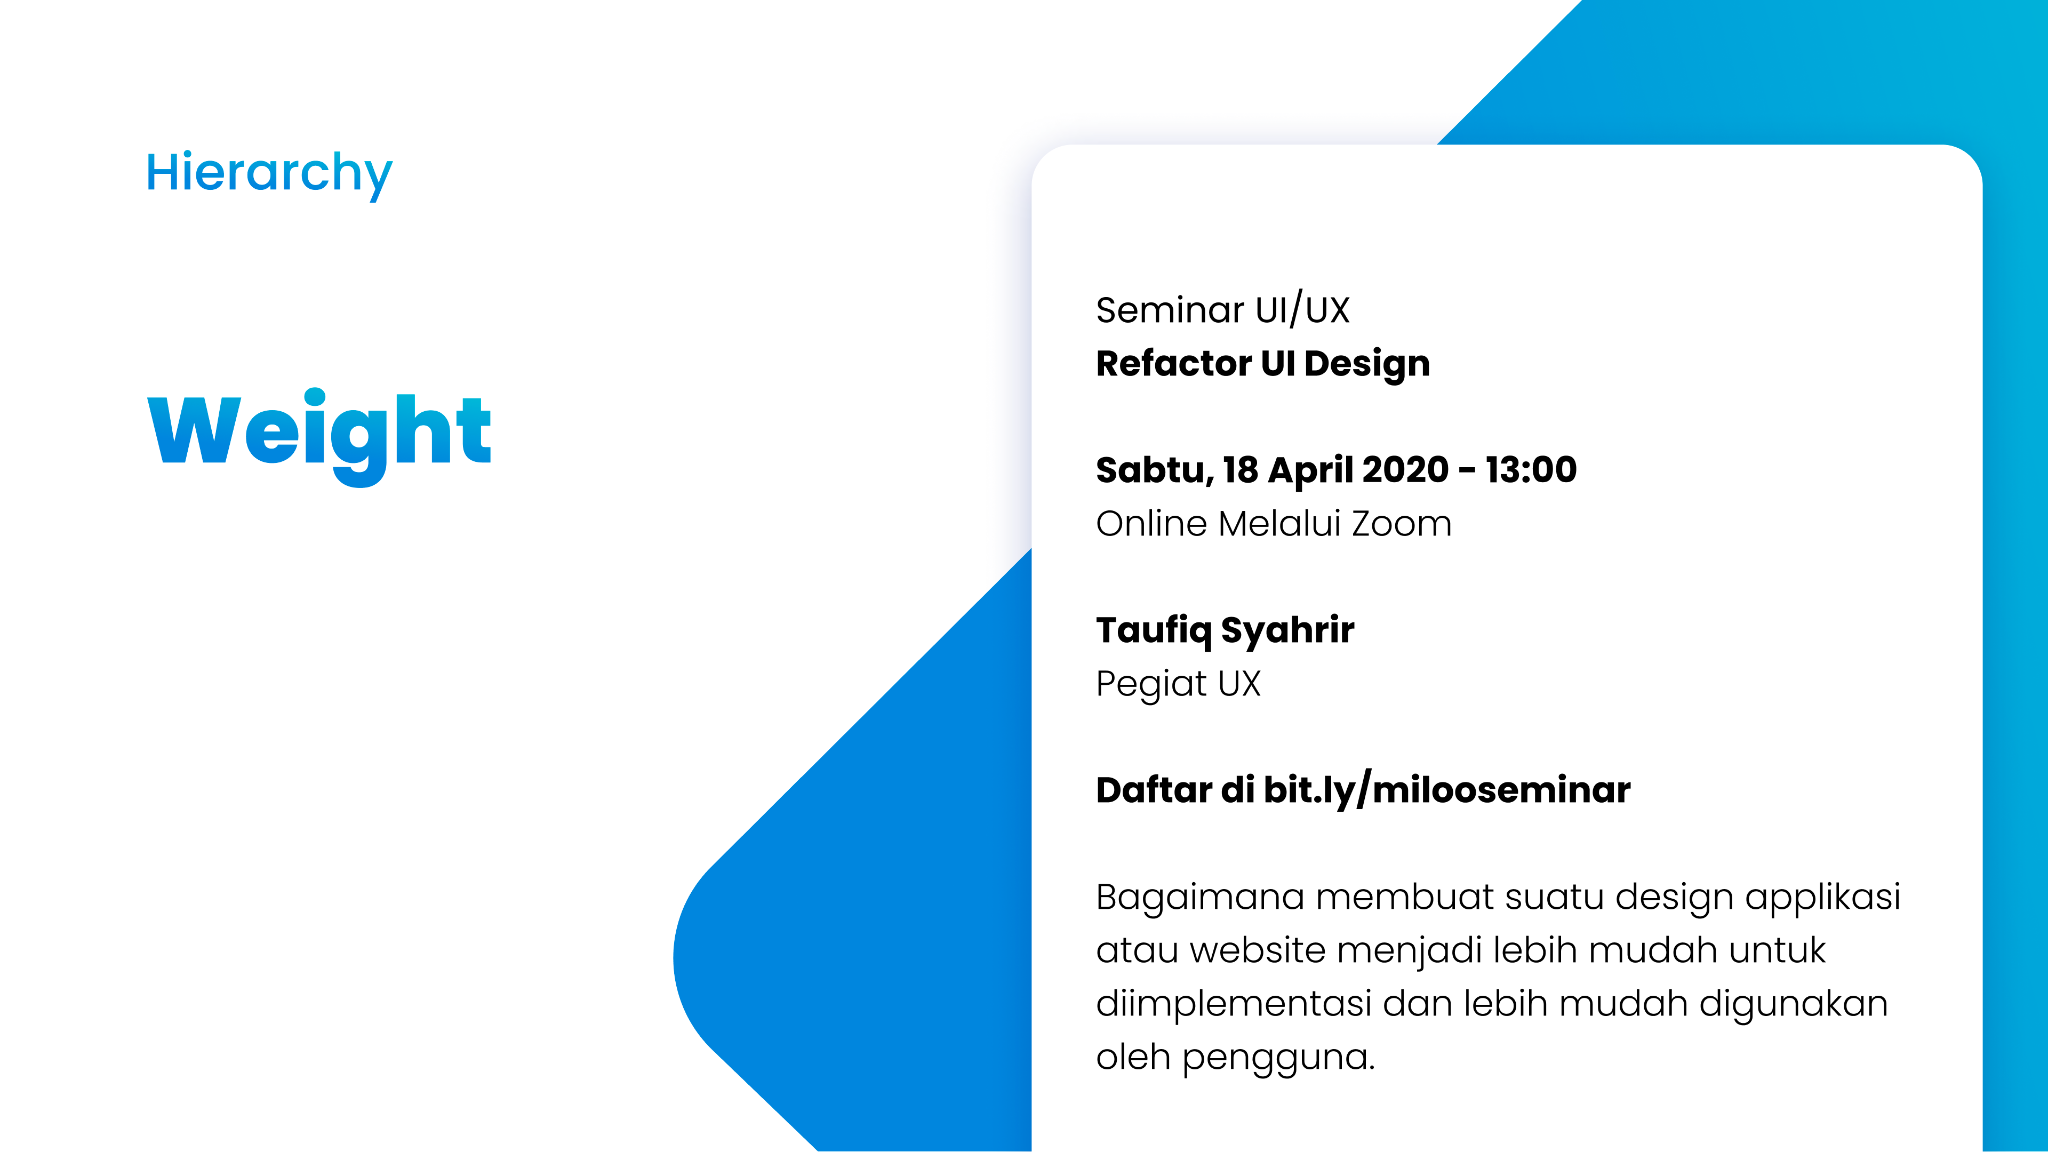 Hierarchy
Weight
Seminar UI/UX
Refactor UI Design
Sabtu, 18 April 2020 - 13:00
Online Melalui Zoom
Taufiq Syahrir
Pegiat UX
Daftar di bit.ly/milooseminar
Bagaimana membuat suatu design applikasi
atau website menjadi lebih mudah untuk
diimplementasi dan lebih mudah digunakan
oleh pengguna.